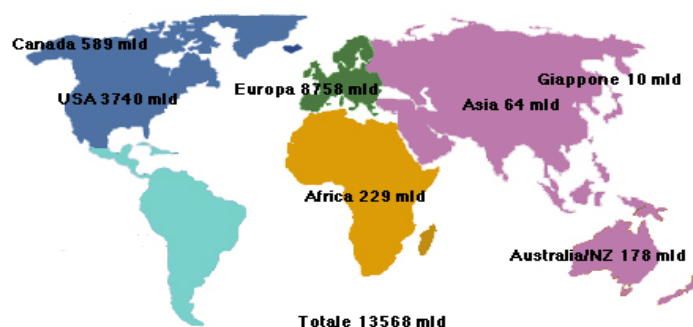 Canada 589 mld
USA 3740 mld
Europa 8758 mld
Giappone 10 mld
Asia 64 mld
Africa 229 mld
Australia/NZ 178 mld
Totale 13568 mld